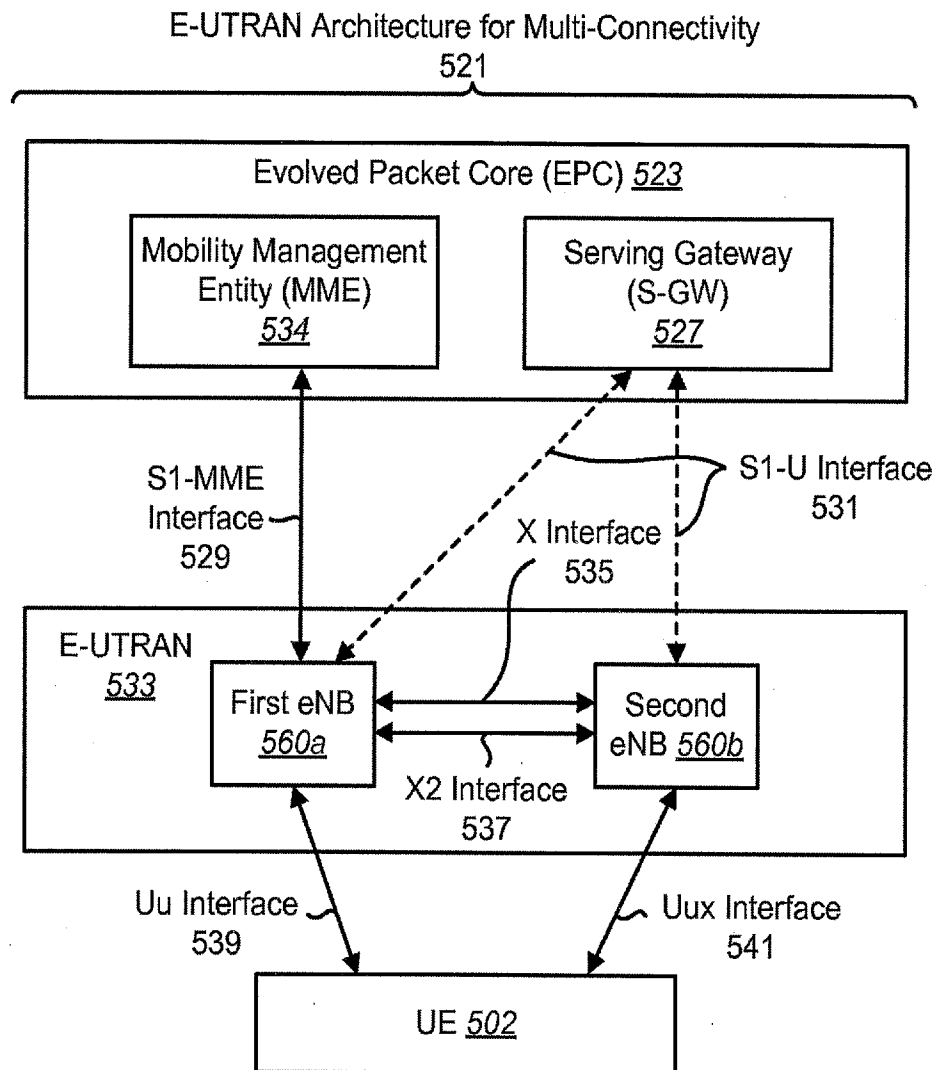 E-UTRAN Architecture for Multi-Connectivity
521
Evolved Packet Core (EPC) 523
Mobility Management
Entity (MME)
534
Serving Gateway
(S-GW)
527
S1-MME
Interface
529
X Interface
535
S1-U Interface
531
E-UTRAN
533
First eNB
560a
Second
eNB 560b
X2 Interface
537
Uu Interface
539
Uux Interface
541
UE 502